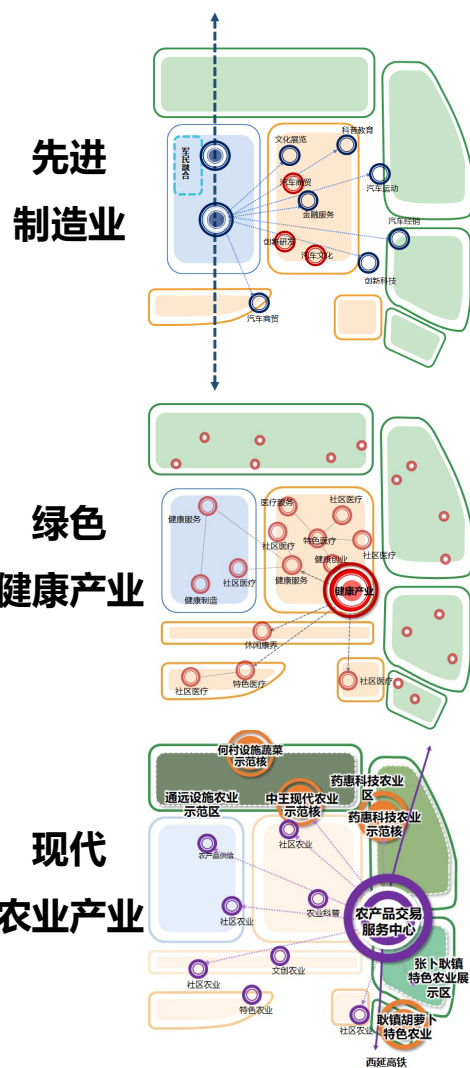 先进
制造业
军民融合
文化展览
科普教育
汽车商贸
汽车运动
金融服务
汽车经销
创新研发
汽车文化
创新科技
汽车商贸
绿色
健康产业
健康服务
医疗服务
社区医疗
社区医疗
特色医疗
社区医疗
健康创业
社区医疗
健康服务
健康制造
健康产业
休闲康养
社区医疗
特色医疗
社区医疗
现代
农业产业
何村设施蔬菜
示范核
通远设施农业
示范区
中王现代农业
示范核
药惠科技农业
区
药惠科技农业
示范核
社区农业
农产品供给
农业科普
社区农业
农产品交易
服务中心
文创农业
社区农业
张卜耿镇
特色农业展
示区
特色农业
社区农业
耿镇胡萝卜
特色农业
西延高铁